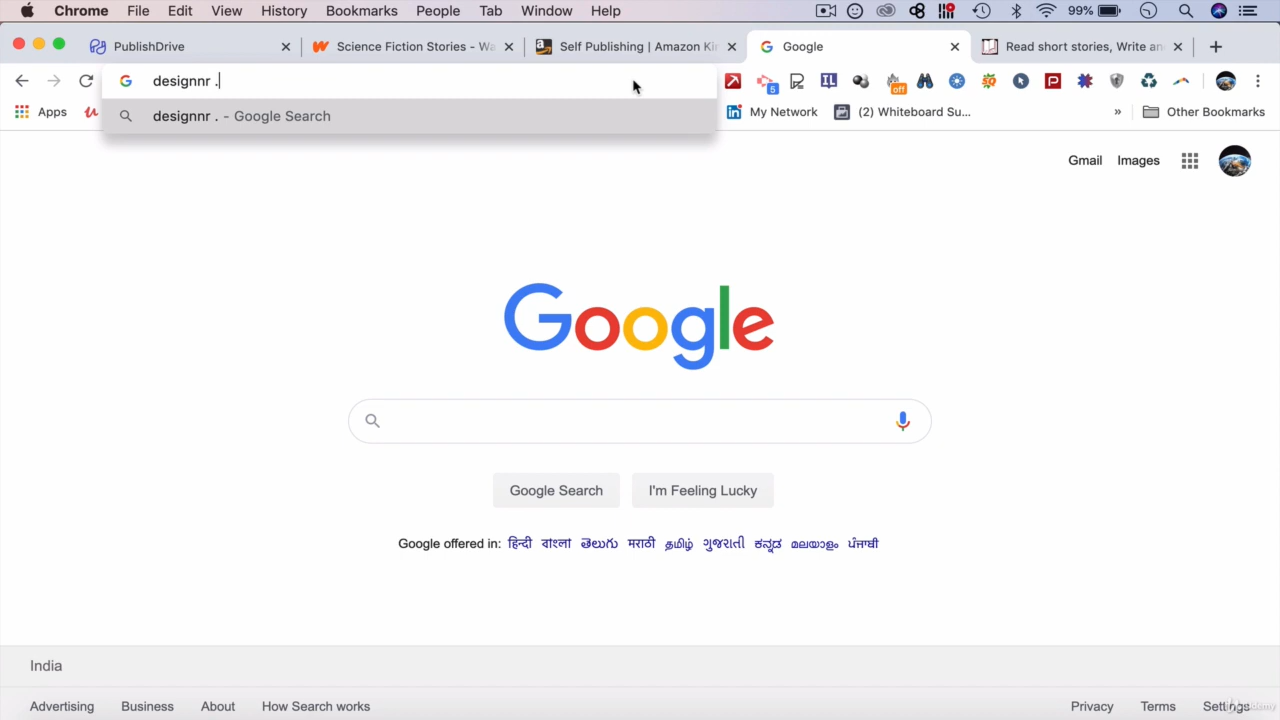 Chrome File Edit View History Bookmarks People Tab Window Help 99%
PublishDrive Science Fiction Stories - Wa Self Publishing | Amazon Kin Google Read short stories, Write an
designnr .
5 off
Apps designnr . - Google Search My Network (2) Whiteboard Su... » Other Bookmarks
Gmail Images
Google
Google Search I'm Feeling Lucky
Google offered in: हिन्दी বাংলা తెలుగు मराठी தமிழ் ગુજરાતી ಕನ್ನಡ മലയാളം ਪੰਜਾਬੀ
India
Advertising Business About How Search works Privacy Terms Settings